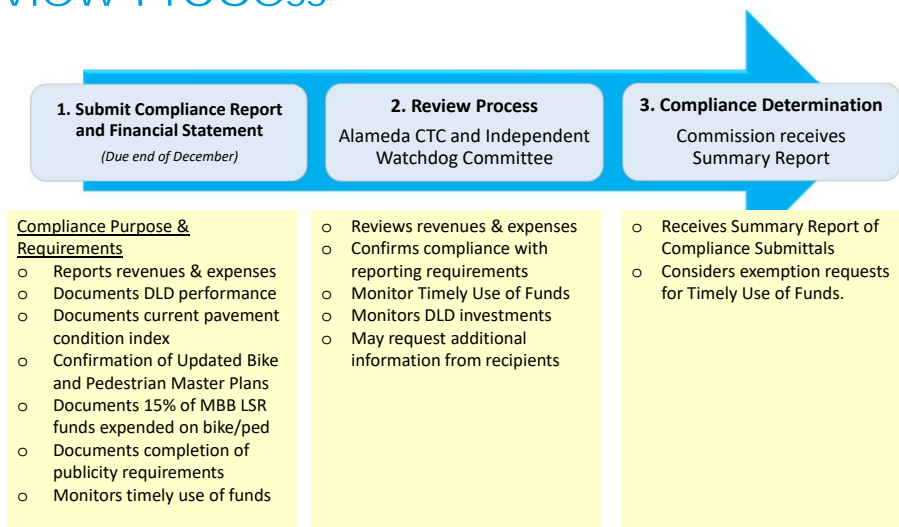 1. Submit Compliance Report
and Financial Statement
(Due end of December)
2. Review Process
Alameda CTC and Independent
Watchdog Committee
3. Compliance Determination
Commission receives
Summary Report
Compliance Purpose &
Requirements
o Reports revenues & expenses
o Documents DLD performance
o Documents current pavement
condition index
o Confirmation of Updated Bike
and Pedestrian Master Plans
o Documents 15% of MBB LSR
funds expended on bike/ped
o Documents completion of
publicity requirements
o Monitors timely use of funds
o Reviews revenues & expenses
o Confirms compliance with
reporting requirements
o Monitor Timely Use of Funds
o Monitors DLD investments
o May request additional
information from recipients
o Receives Summary Report of
Compliance Submittals
o Considers exemption requests
for Timely Use of Funds.